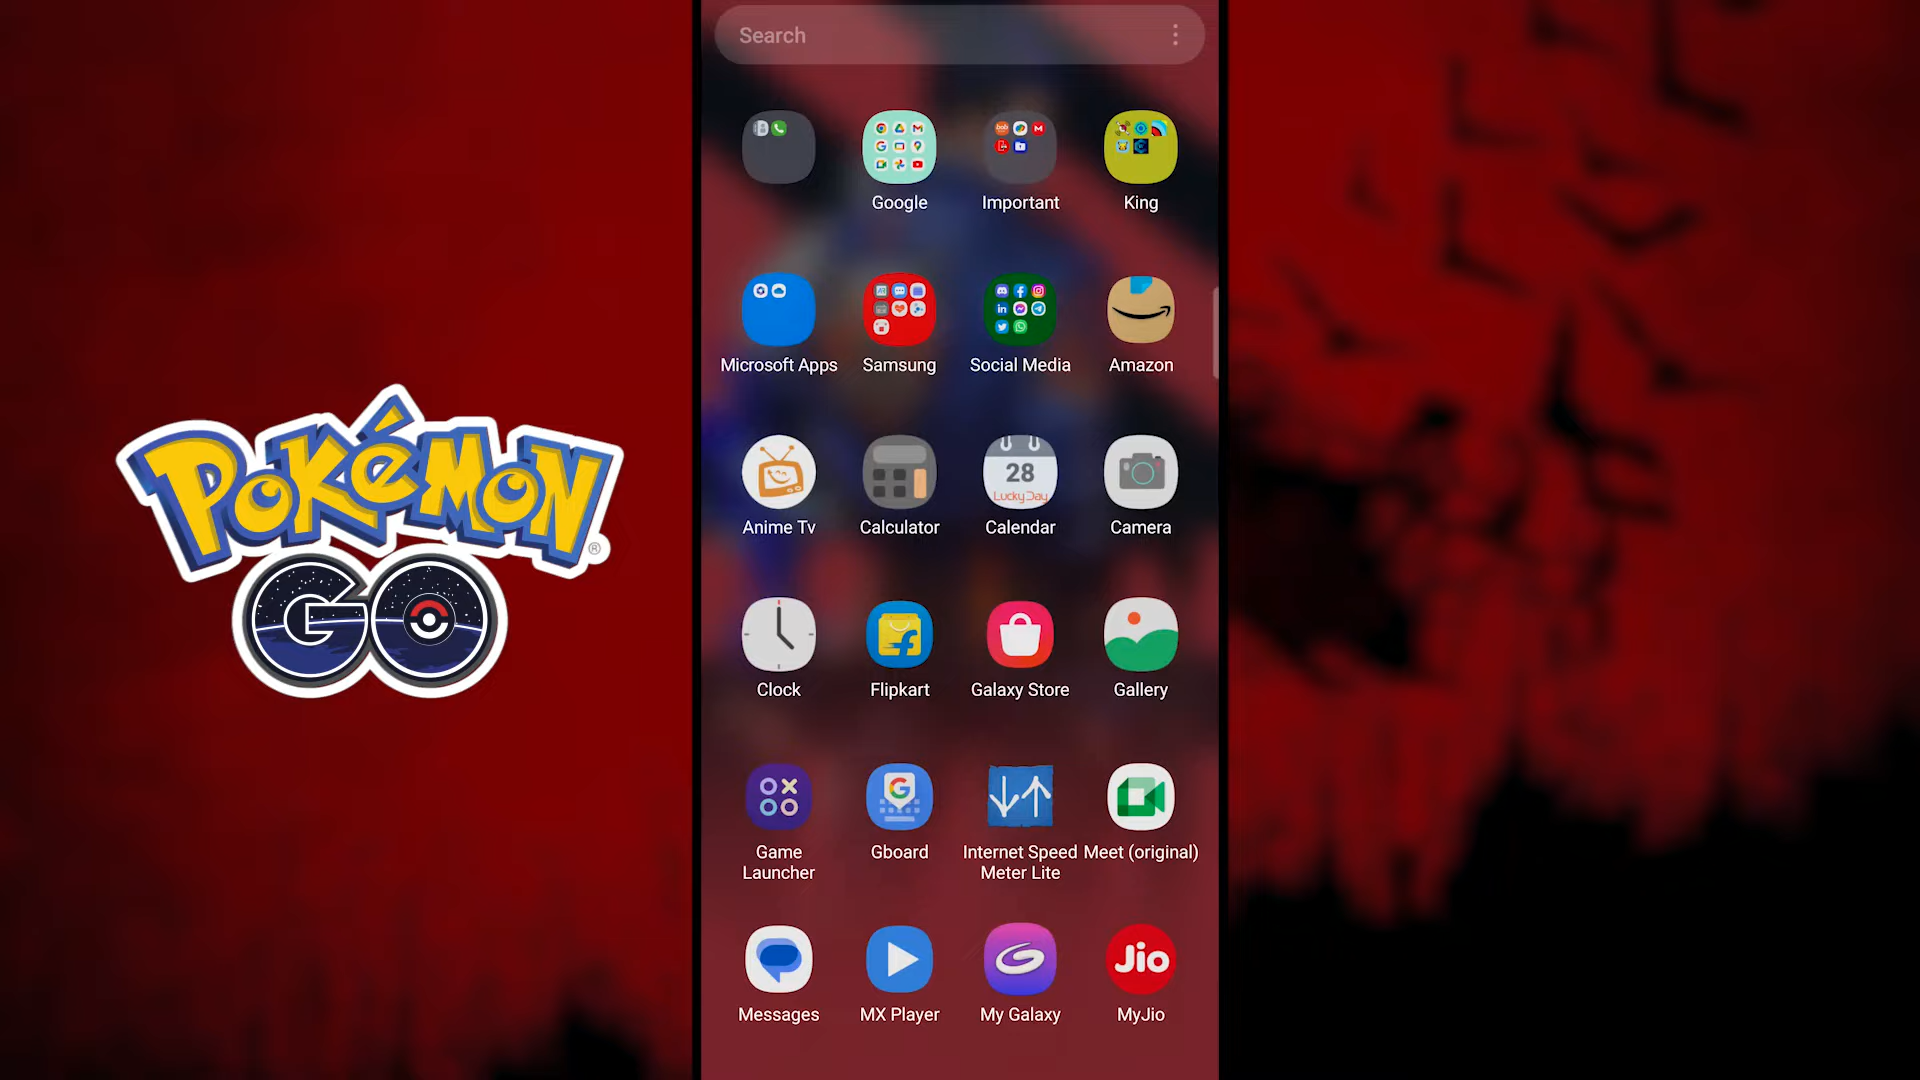 Search
Google
Important
King
Microsoft Apps
Samsung
Social Media
Amazon
28
Lucky Day
Anime Tv
Calculator
Calendar
Camera
Clock
Flipkart
Galaxy Store
Gallery
Game
Launcher
Gboard
Internet Speed
Meter Lite
Meet (original)
Jio
Messages
MX Player
My Galaxy
MyJio
POKéMON
®
GO